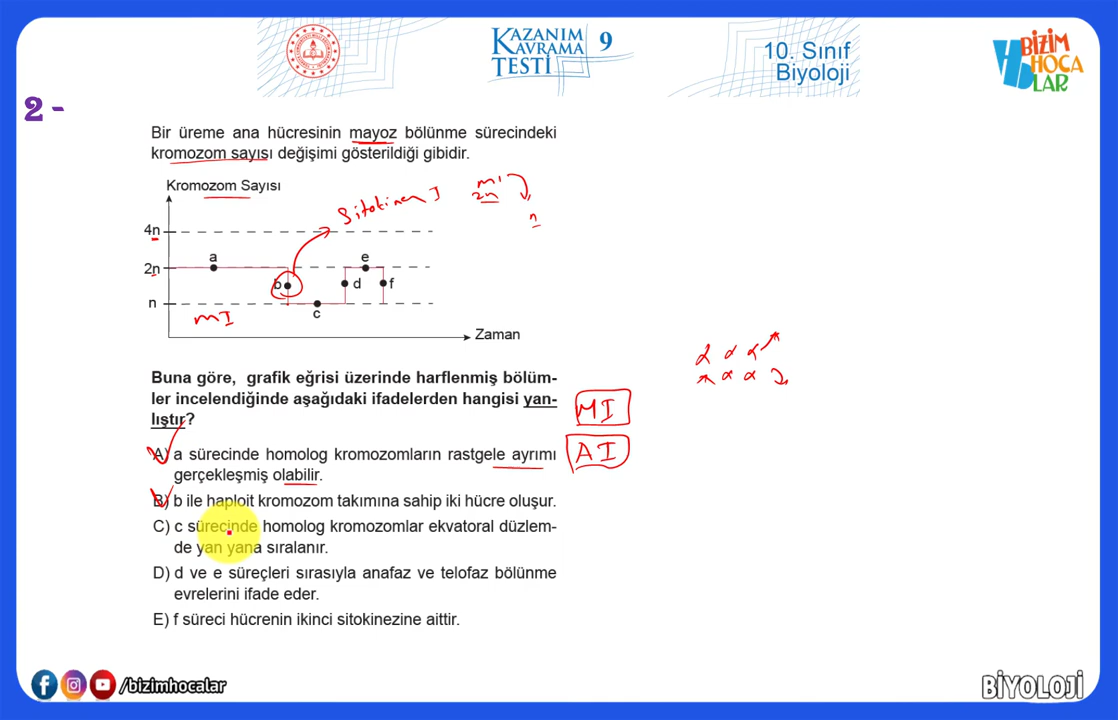 KAZANIM
KAVRAMA
TESTİ
9
10. Sınıf
Biyoloji
BİZİM
HOCA
LAR
2 -
Bir üreme ana hücresinin mayoz bölünme sürecindeki
kromozom sayısı değişimi gösterildiği gibidir.
Kromozom Sayısı
Sitokinez I
MI
2n
n
4n
2n
n
a
b
c
d
e
f
MI
Zaman
Buna göre, grafik eğrisi üzerinde harflenmiş bölüm-
ler incelendiğinde aşağıdaki ifadelerden hangisi yan-
lıştır?
MI
AI
A) a sürecinde homolog kromozomların rastgele ayrımı
gerçekleşmiş olabilir.
B) b ile haploit kromozom takımına sahip iki hücre oluşur.
C) c sürecinde homolog kromozomlar ekvatoral düzlem-
de yan yana sıralanır.
D) d ve e süreçleri sırasıyla anafaz ve telofaz bölünme
evrelerini ifade eder.
E) f süreci hücrenin ikinci sitokinezine aittir.
/bizimhocalar
BİYOLOJİ